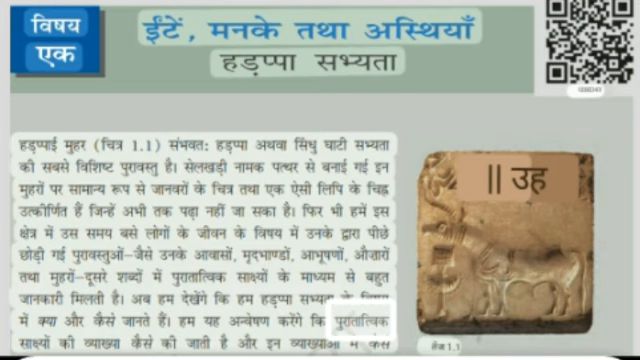 विषय
एक
ईंटें, मनके तथा अस्थियाँ
हड़प्पा सभ्यता
हड़प्पाई मुहर (चित्र 1.1) संभवत: हड़प्पा अथवा सिंधु घाटी सभ्यता
की सबसे विशिष्ट पुरावस्तु है। सेलखड़ी नामक पत्थर से बनाई गई इन
मुहरों पर सामान्य रूप से जानवरों के चित्र तथा एक ऐसी लिपि के चिह्न
उत्कीर्णित हैं जिन्हें अभी तक पढ़ा नहीं जा सका है। फिर भी हमें इस
क्षेत्र में उस समय बसे लोगों के जीवन के विषय में उनके द्वारा पीछे
छोड़ी गई पुरावस्तुओं–जैसे उनके आवासों, मृदभाण्डों, आभूषणों, औज़ारों
तथा मुहरों–दूसरे शब्दों में पुरातात्विक साक्ष्यों के माध्यम से बहुत
जानकारी मिलती है। अब हम देखेंगे कि हम हड़प्पा सभ्यता के
में क्या और कैसे जानते हैं। हम यह अन्वेषण करेंगे कि पुरातात्विक
साक्ष्यों की व्याख्या कैसे की जाती है और इन व्याख्याओं में कैसे
|| उह
1.1